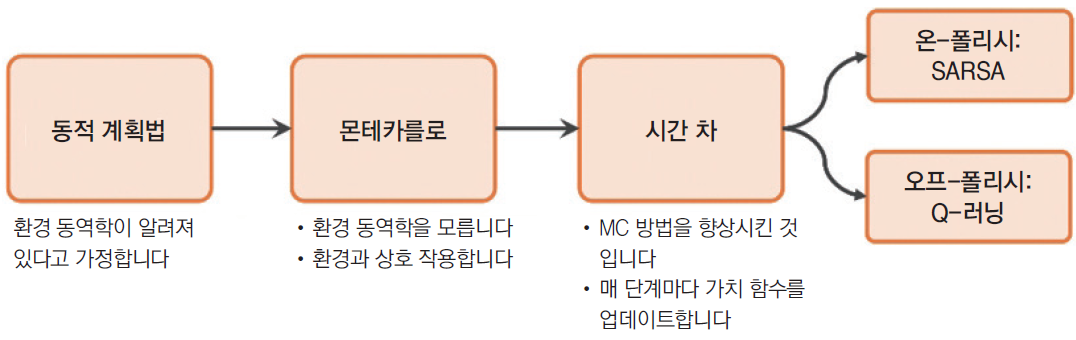 동적 계획법
환경 동역학이 알려져
있다고 가정합니다
몬테카를로
• 환경 동역학을 모릅니다
• 환경과 상호 작용합니다
시간 차
• MC 방법을 향상시킨 것
입니다
• 매 단계마다 가치 함수를
업데이트합니다
온-폴리시:
SARSA
오프-폴리시:
Q-러닝